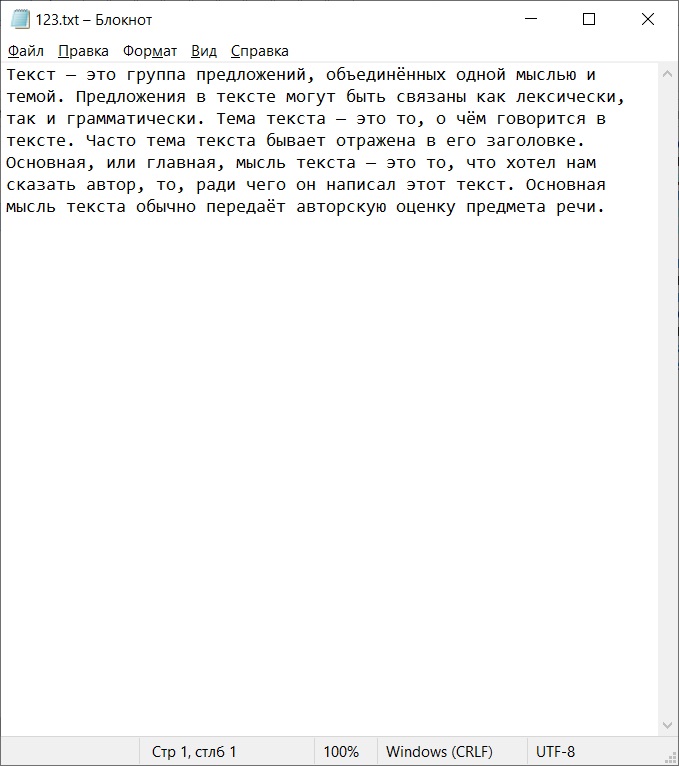 123.txt – Блокнот
Файл Правка Формат Вид Справка
Текст — это группа предложений, объединённых одной мыслью и
темой. Предложения в тексте могут быть связаны как лексически,
так и грамматически. Тема текста — это то, о чём говорится в
тексте. Часто тема текста бывает отражена в его заголовке.
Основная, или главная, мысль текста — это то, что хотел нам
сказать автор, то, ради чего он написал этот текст. Основная
мысль текста обычно передаёт авторскую оценку предмета речи.
Стр 1, стлб 1 100% Windows (CRLF) UTF-8